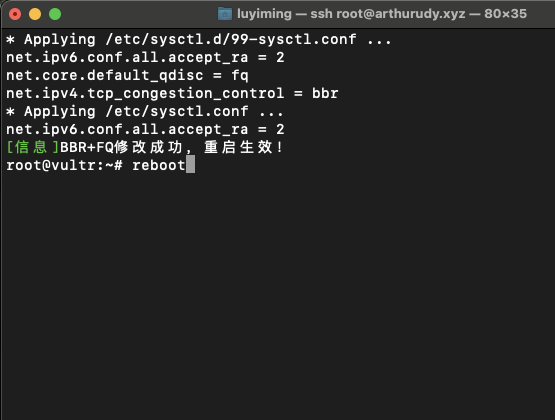 luyiming — ssh root@arthurudy.xyz — 80×35
* Applying /etc/sysctl.d/99-sysctl.conf ...
net.ipv6.conf.all.accept_ra = 2
net.core.default_qdisc = fq
net.ipv4.tcp_congestion_control = bbr
* Applying /etc/sysctl.conf ...
net.ipv6.conf.all.accept_ra = 2
[信息]BBR+FQ修改成功，重启生效！
root@vultr:~# reboot